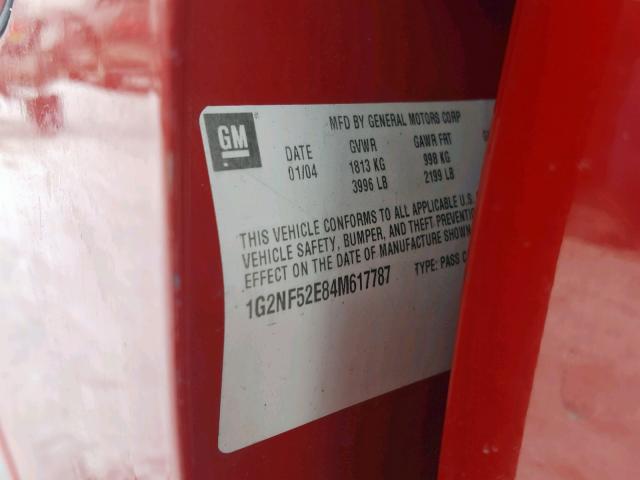 GM
MFD BY GENERAL MOTORS CORP
DATE GVWR GAWR FRT
01/04 1813 KG 998 KG
3996 LB 2199 LB
THIS VEHICLE CONFORMS TO ALL APPLICABLE U.S.
VEHICLE SAFETY, BUMPER, AND THEFT PREVENTIO
EFFECT ON THE DATE OF MANUFACTURE SHOWN
1G2NF52E84M617787 TYPE: PASS C